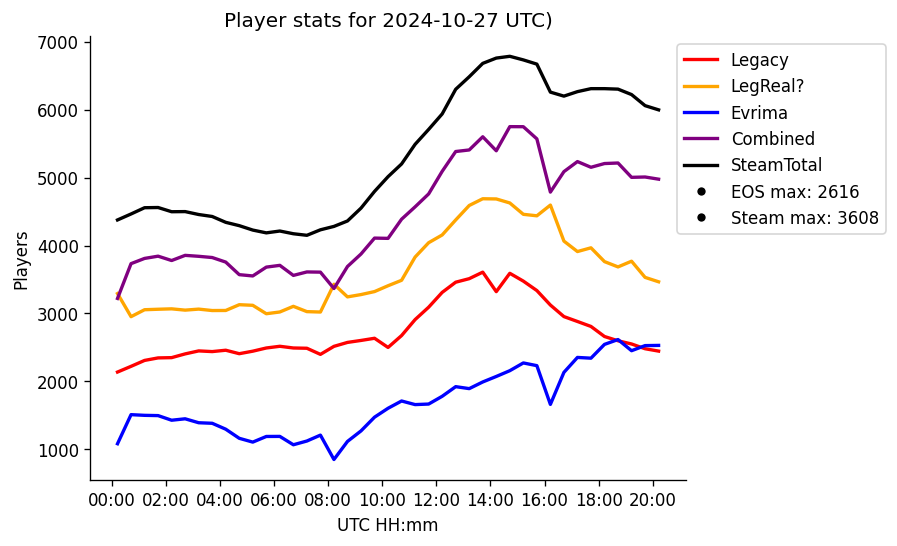 Player stats for 2024-10-27 UTC)
7000
6000
5000
4000
3000
2000
1000
Players
00:00 02:00 04:00 06:00 08:00 10:00 12:00 14:00 16:00 18:00 20:00
UTC HH:mm
Legacy
LegReal?
Evrima
Combined
SteamTotal
EOS max: 2616
Steam max: 3608